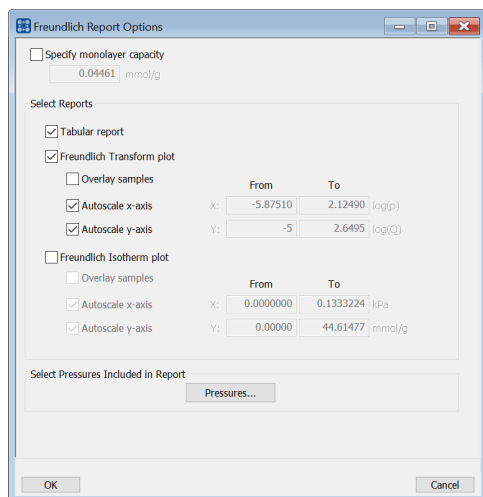 Freundlich Report Options
Specify monolayer capacity
0.04461 mmol/g
Select Reports
Tabular report
Freundlich Transform plot
Overlay samples
From To
Autoscale x-axis X: -5.87510 2.12490 log(p)
Autoscale y-axis Y: -5 2.6495 log(Q)
Freundlich Isotherm plot
Overlay samples
From To
Autoscale x-axis X: 0.0000000 0.1333224 kPa
Autoscale y-axis Y: 0.00000 44.61477 mmol/g
Select Pressures Included in Report
Pressures...
OK Cancel